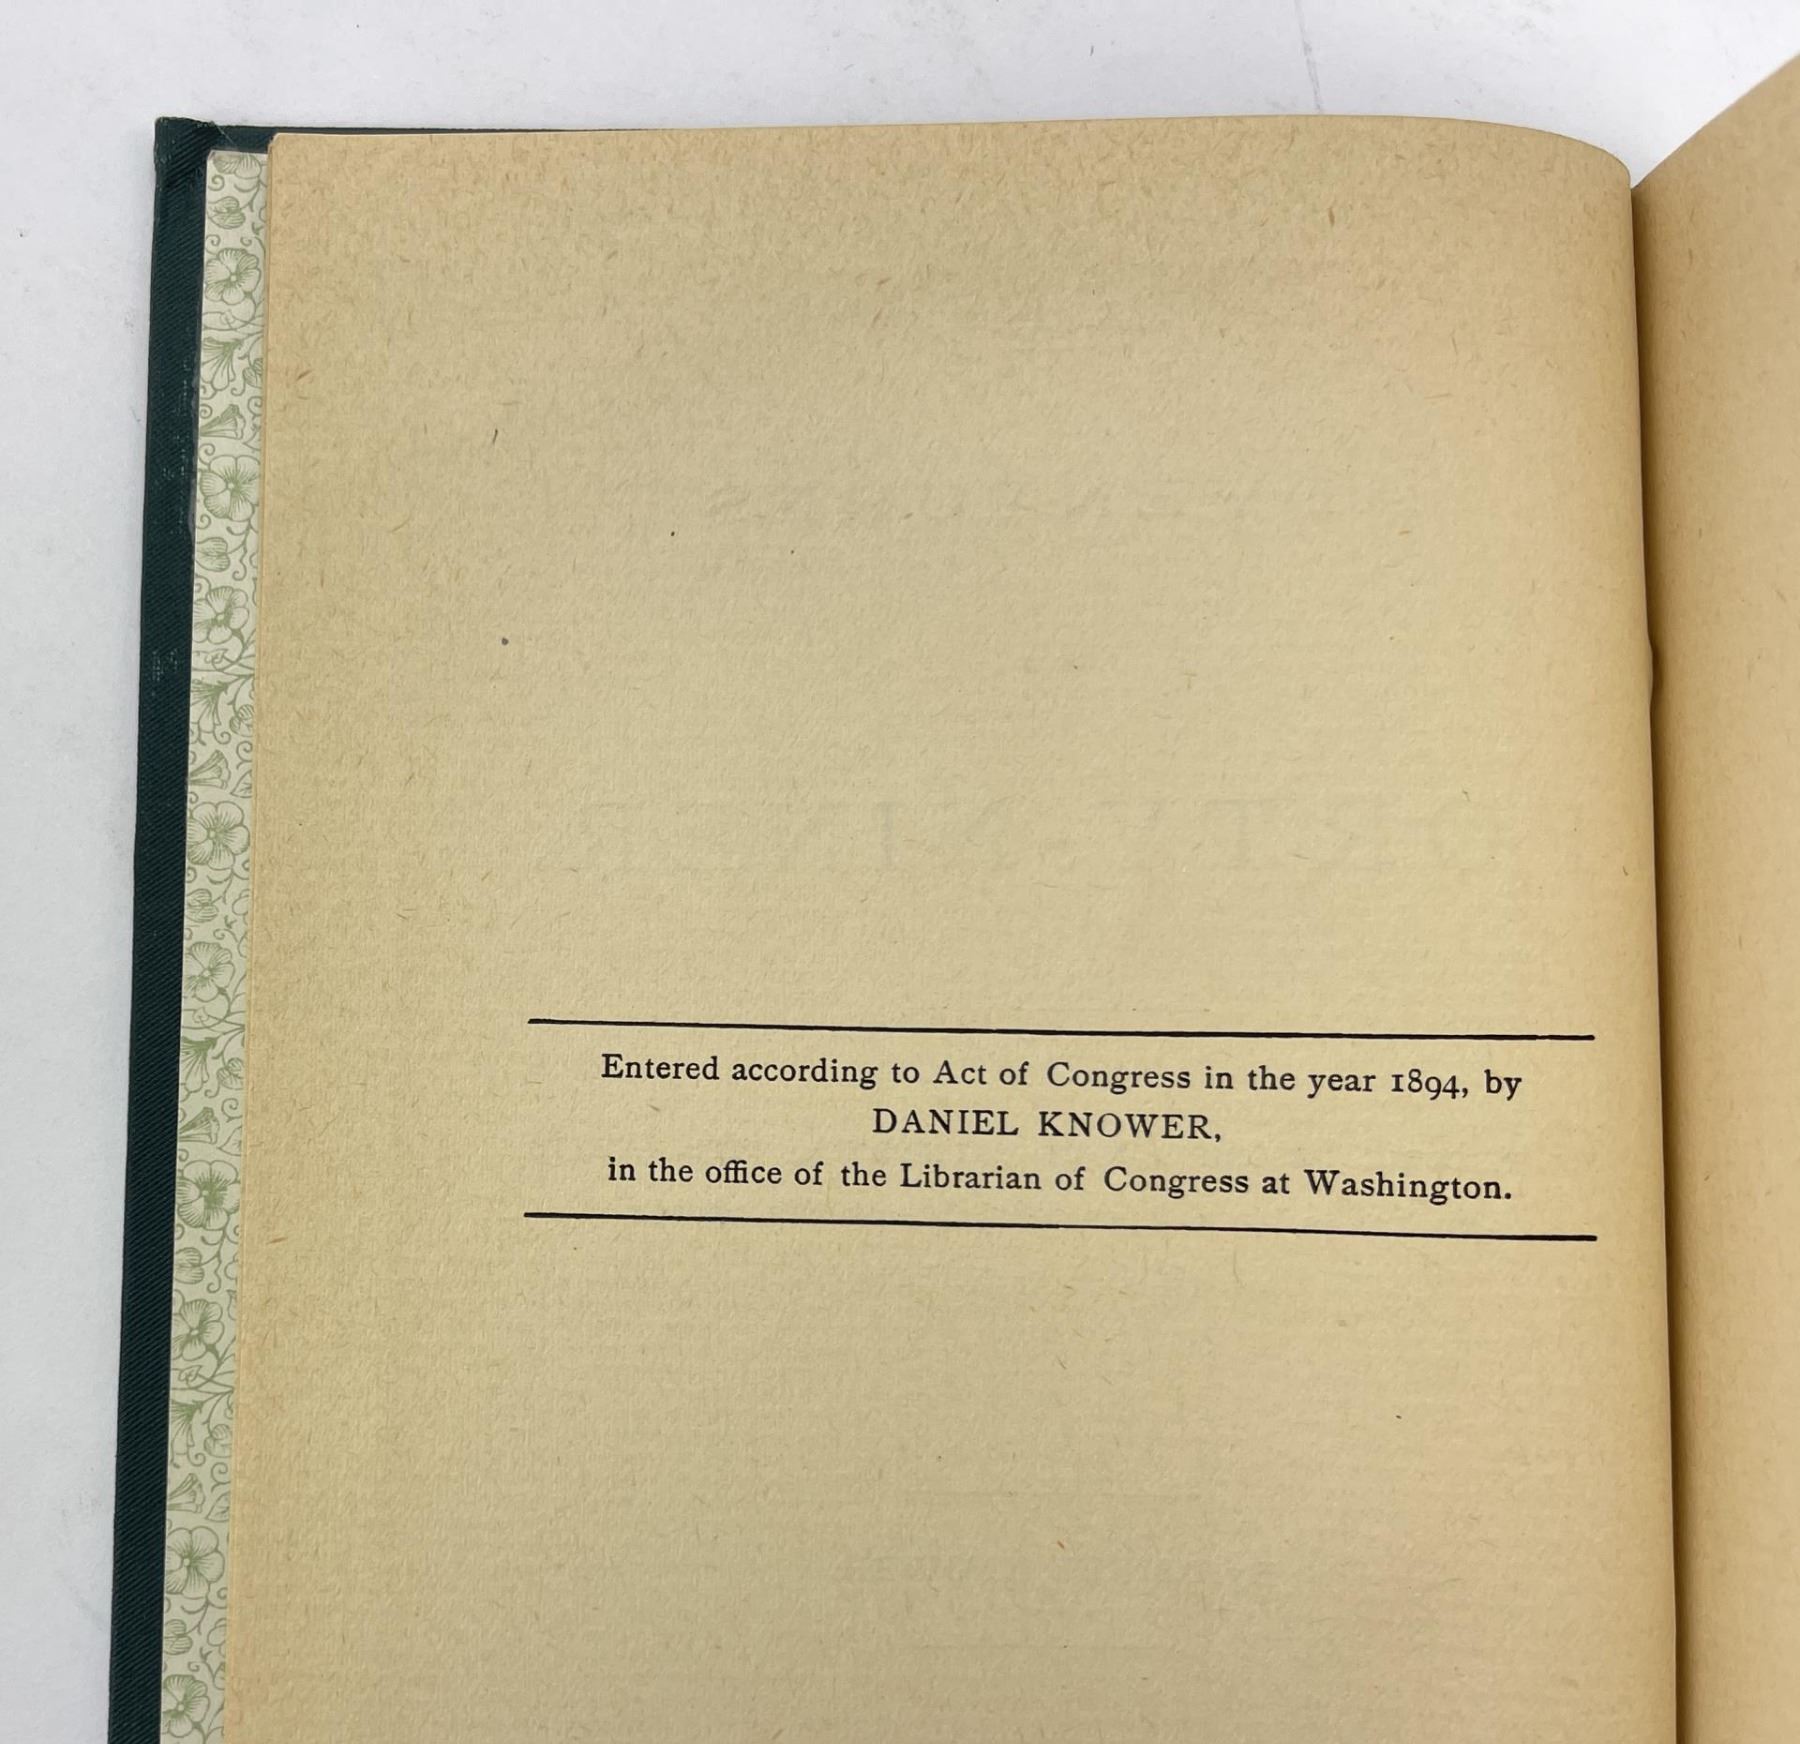 Entered according to Act of Congress in the year 1894, by
DANIEL KNOWER,
in the office of the Librarian of Congress at Washington.